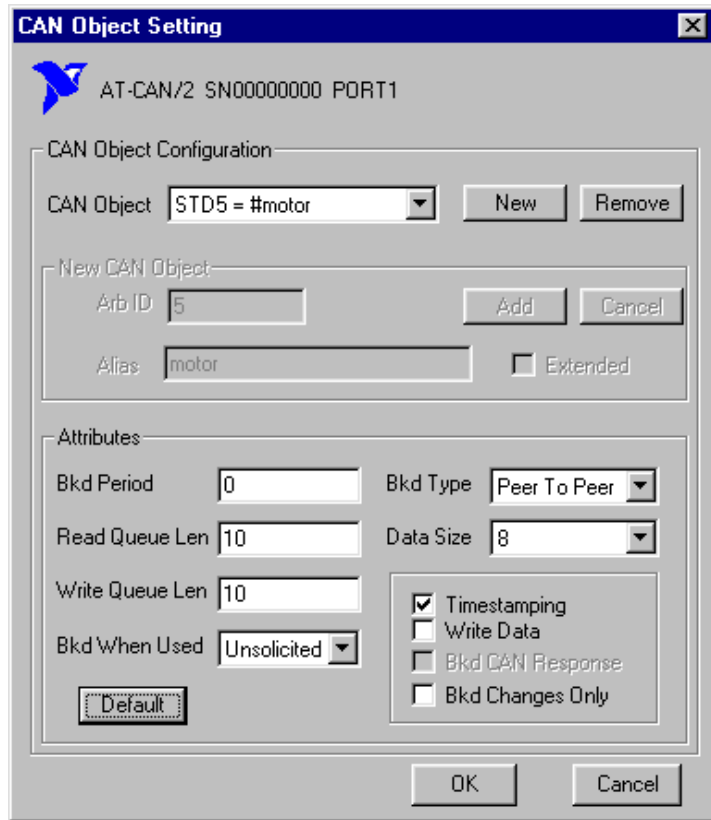 CAN Object Setting
AT-CAN/2 SN00000000 PORT1
CAN Object Configuration
CAN Object STD5 = #motor New Remove
New CAN Object
Arb ID 5 Add Cancel
Alias motor Extended
Attributes
Bkd Period 0 Bkd Type Peer To Peer
Read Queue Len 10 Data Size 8
Write Queue Len 10
Timestamping
Write Data
Bkd When Used Unsolicited
Bkd CAN Response
Bkd Changes Only
Default
OK Cancel